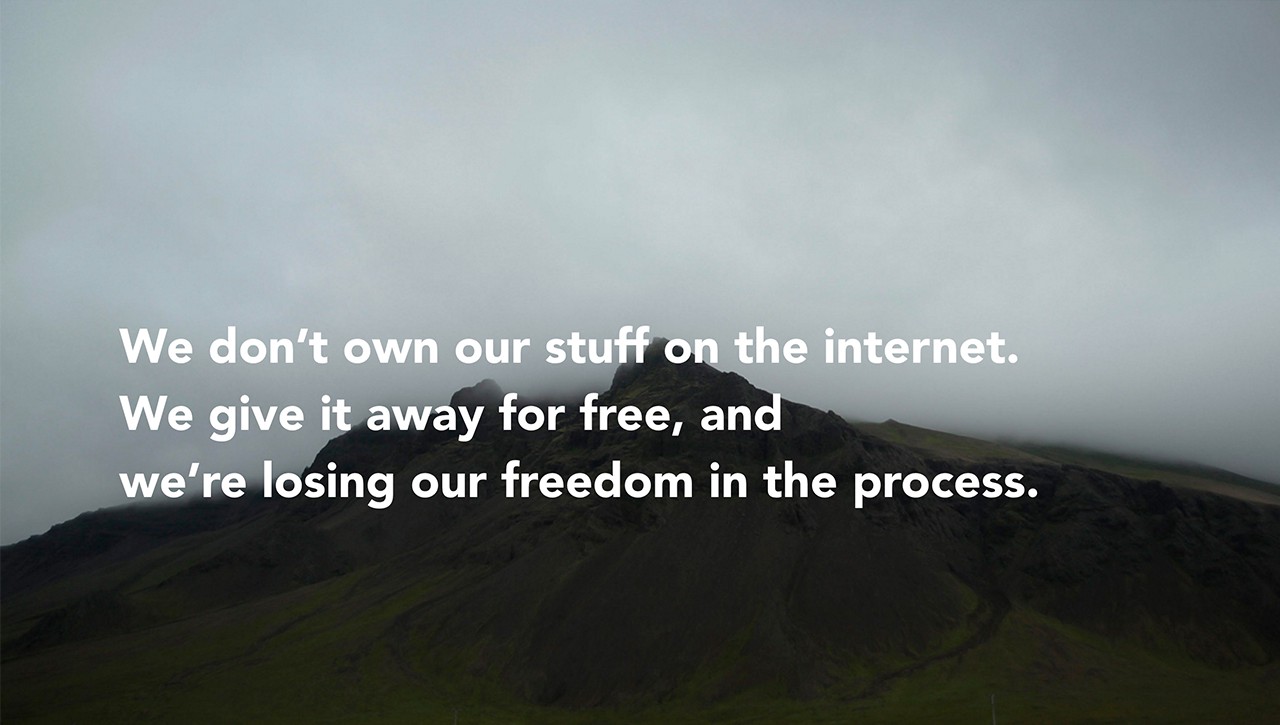 We don’t own our stuff on the internet.
We give it away for free, and
we’re losing our freedom in the process.